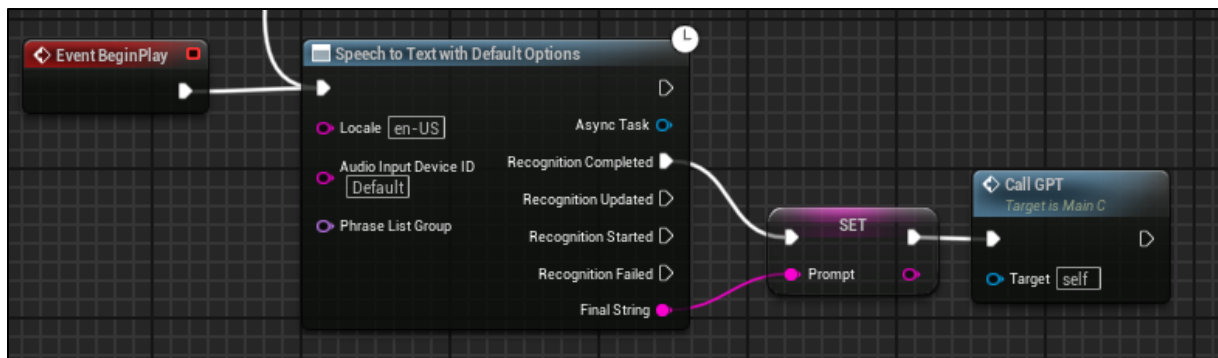 Event BeginPlay
Speech to Text with Default Options
Locale en-US
Async Task
Audio Input Device ID
Default
Recognition Completed
Recognition Updated
Phrase List Group
Recognition Started
Recognition Failed
Final String
SET
Prompt
Call GPT
Target is Main C
Target self